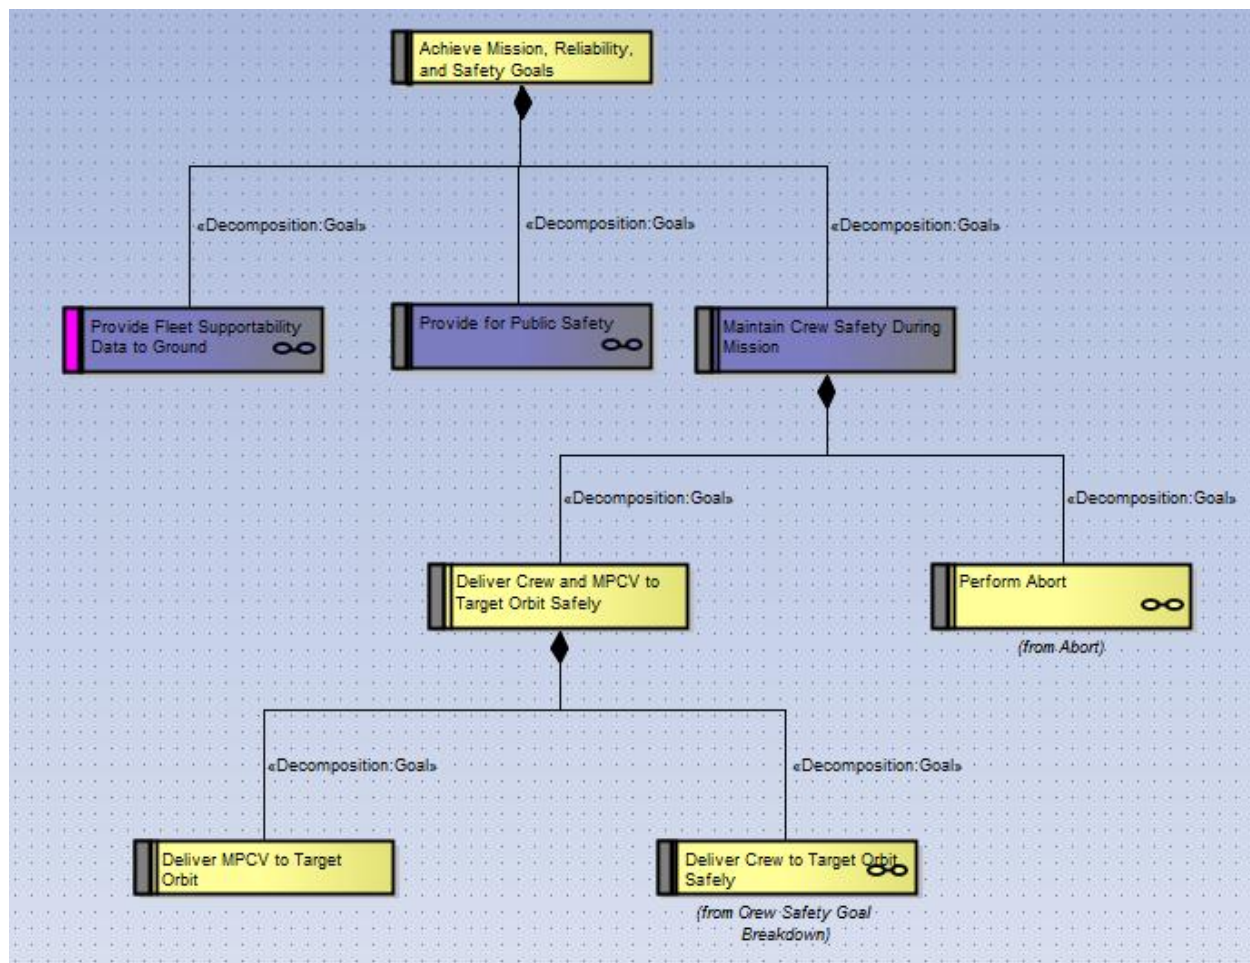 Achieve Mission, Reliability,
and Safety Goals
«Decomposition:Goal»
«Decomposition:Goal»
«Decomposition:Goal»
Provide Fleet Supportability
Data to Ground
Provide for Public Safety
Maintain Crew Safety During
Mission
«Decomposition:Goal»
«Decomposition:Goal»
Deliver Crew and MPCV to
Target Orbit Safely
Perform Abort
(from Abort)
«Decomposition:Goal»
«Decomposition:Goal»
Deliver MPCV to Target
Orbit
Deliver Crew to Target Orbit
Safely
(from Crew Safety Goal
Breakdown)